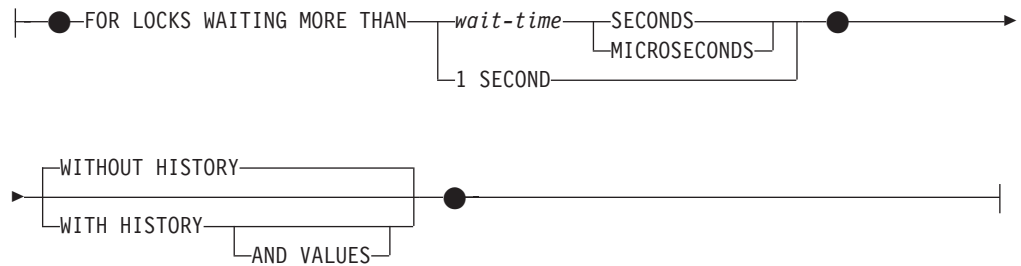 FOR LOCKS WAITING MORE THAN wait-time SECONDS
MICROSECONDS
1 SECOND
WITHOUT HISTORY
WITH HISTORY
AND VALUES